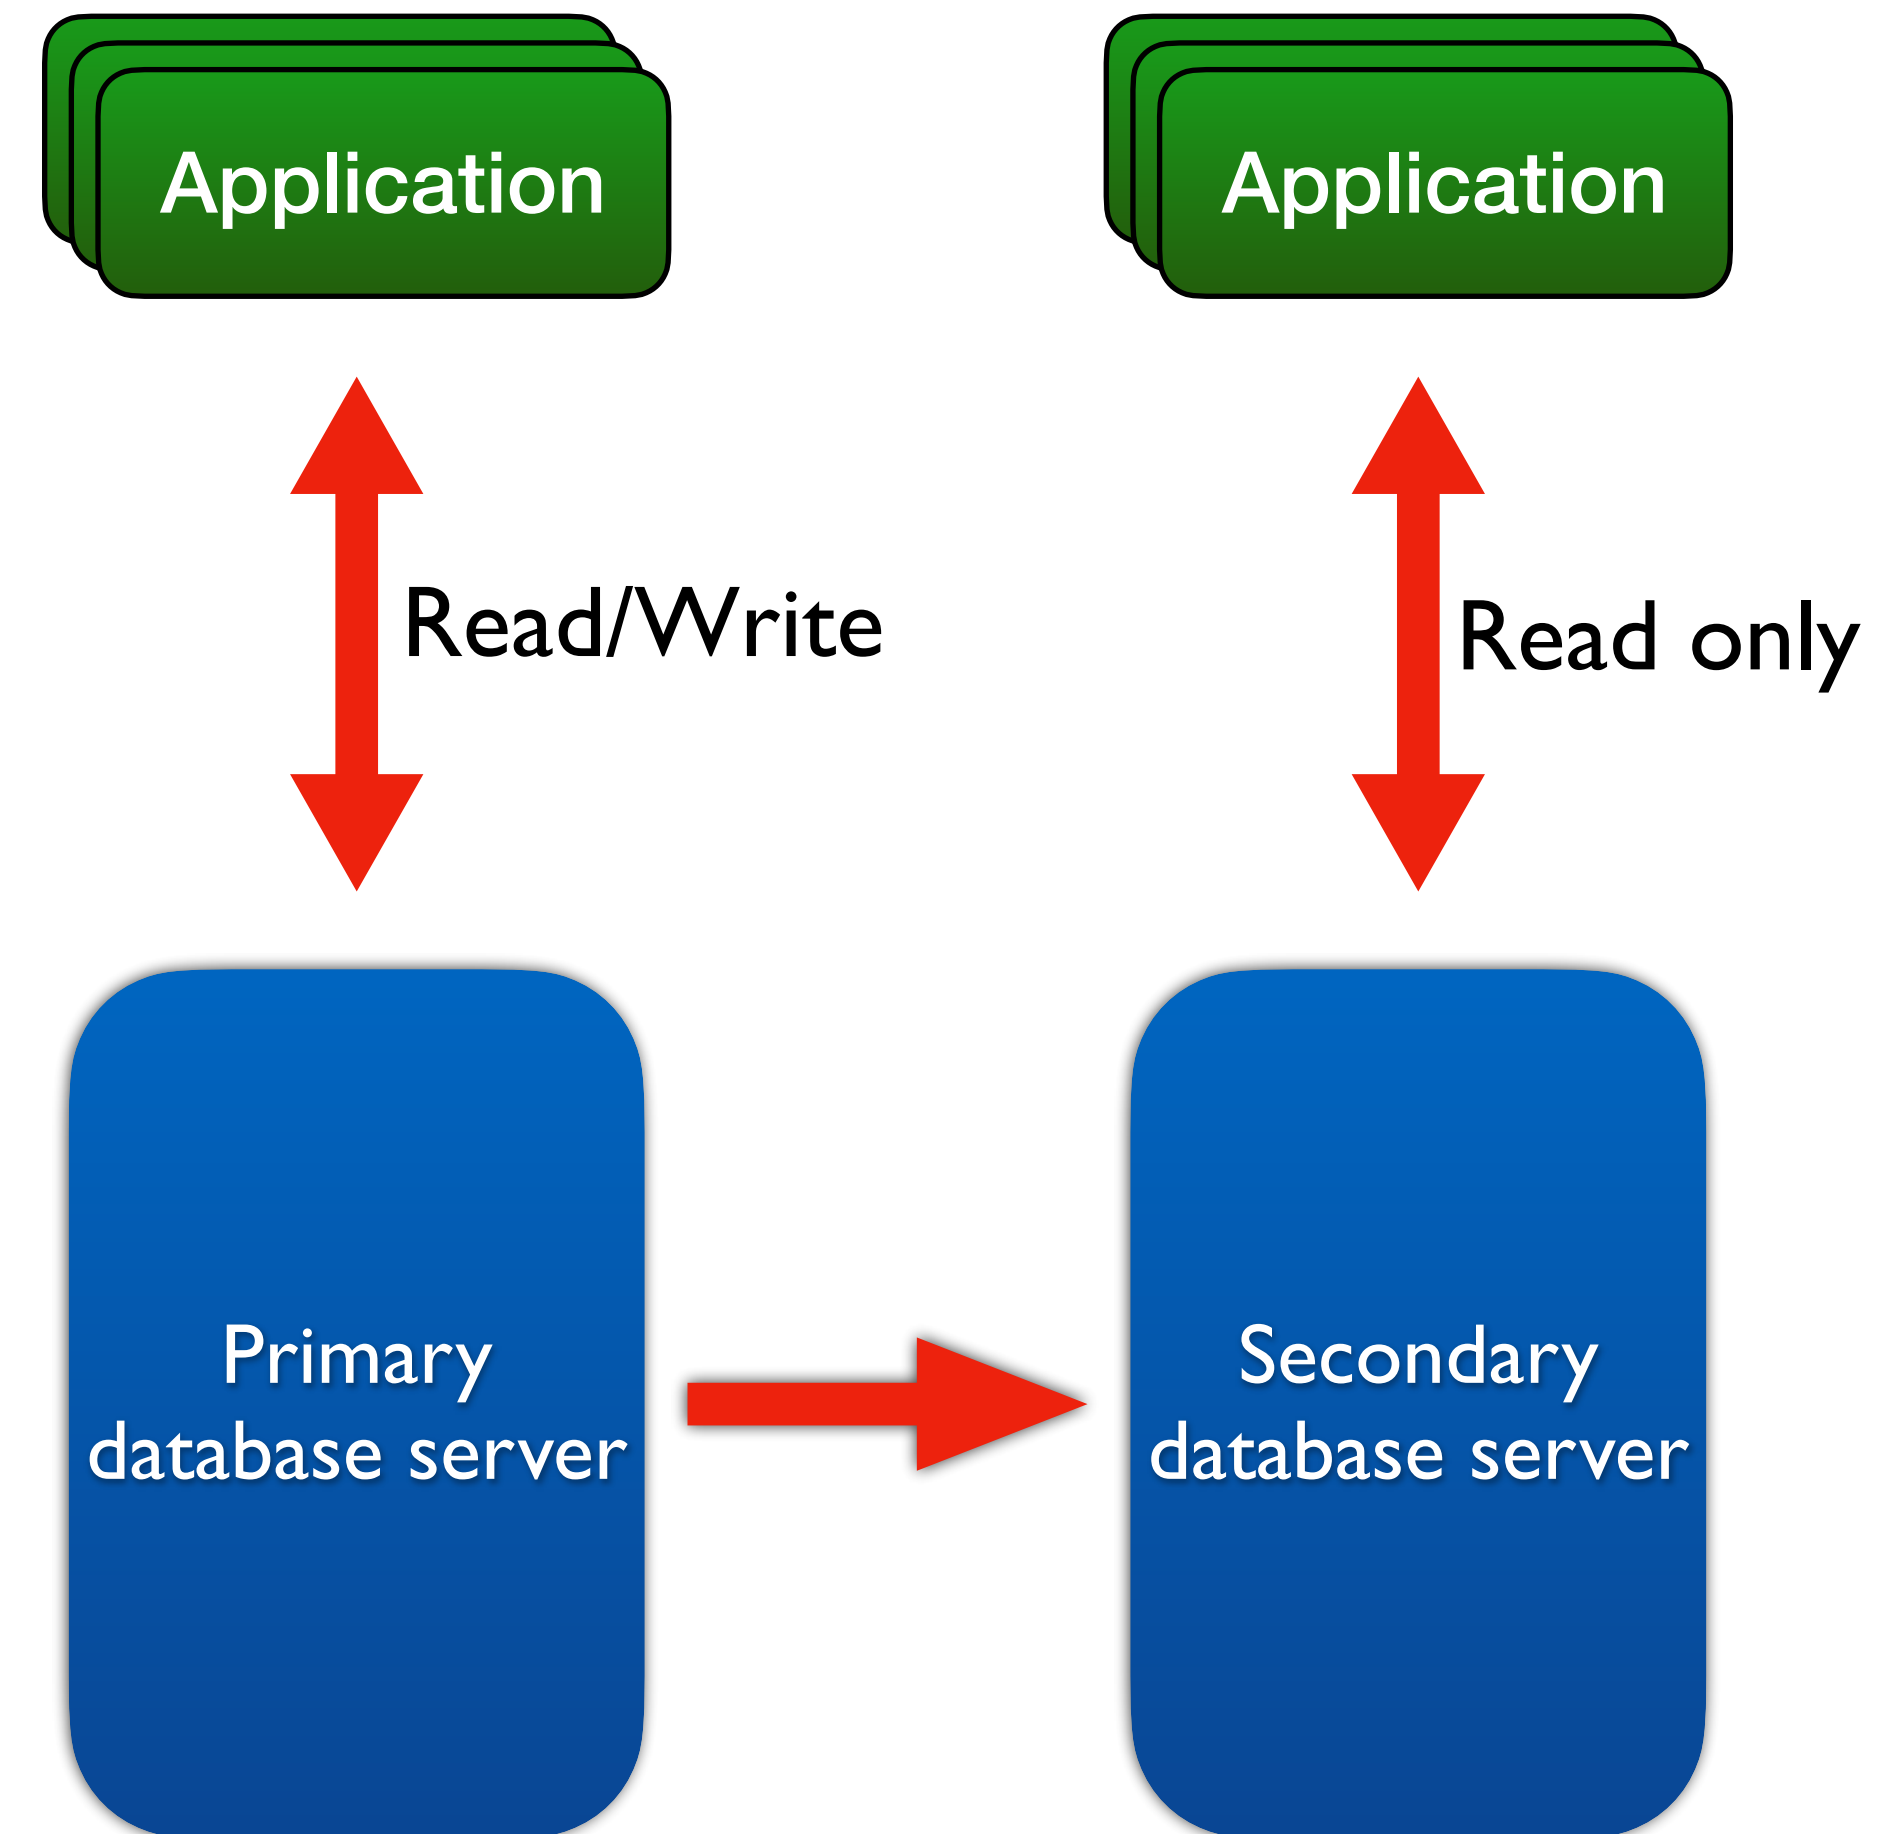 Application
Application
Read/Write
Read only
Primary
database server
Secondary
database server